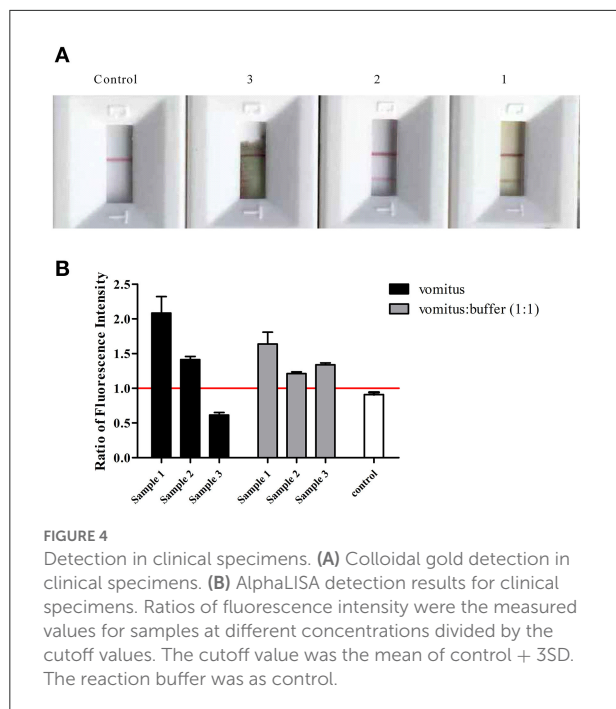 A
Control 3 2 1
C C C C
T T T T
B
Ratio of Fluorescence Intensity
2.5
2.0
1.5
1.0
0.5
0.0
Sample 1
Sample 2
Sample 3
Sample 1
Sample 2
Sample 3
control
vomitus
vomitus:buffer (1:1)
FIGURE 4
Detection in clinical specimens. (A) Colloidal gold detection in
clinical specimens. (B) AlphaLISA detection results for clinical
specimens. Ratios of fluorescence intensity were the measured
values for samples at different concentrations divided by the
cutoff values. The cutoff value was the mean of control + 3SD.
The reaction buffer was as control.